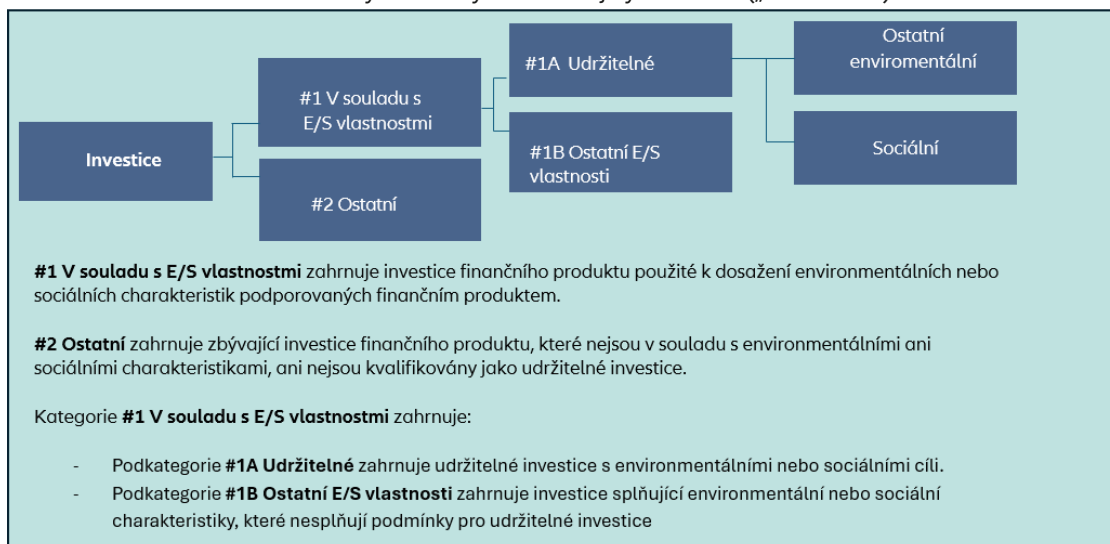 Investice
#1 V souladu s
E/S vlastnostmi
#2 Ostatní
#1A Udržitelné
#1B Ostatní E/S
vlastnosti
Ostatní
enviromentální
Sociální
#1 V souladu s E/S vlastnostmi zahrnuje investice finančního produktu použité k dosažení environmentálních nebo
sociálních charakteristik podporovaných finančním produktem.
#2 Ostatní zahrnuje zbývající investice finančního produktu, které nejsou v souladu s environmentálními ani
sociálními charakteristikami, ani nejsou kvalifikovány jako udržitelné investice.
Kategorie #1 V souladu s E/S vlastnostmi zahrnuje:
- Podkategorie #1A Udržitelné zahrnuje udržitelné investice s environmentálními nebo sociálními cíli.
- Podkategorie #1B Ostatní E/S vlastnosti zahrnuje investice splňující environmentální nebo sociální
charakteristiky, které nesplňují podmínky pro udržitelné investice